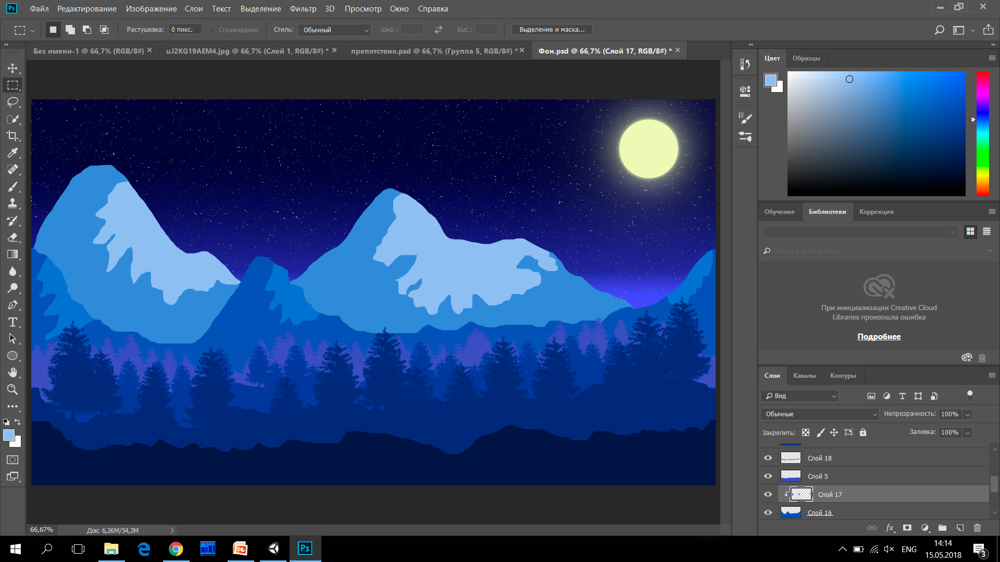 Ps Файл Редактирование Изображение Слои Текст Выделение Фильтр 3D Просмотр Окно Справка
Растушевка: 0 пикс. Сглаживание Стиль: Обычный Шир.: Выс.: Выделение и маска...
Без имени-1 @ 66,7% (RGB/8#) × uJ2KG19AEM4.jpg @ 66,7% (Слой 1, RGB/8#) * × препятствия.psd @ 66,7% (Группа 5, RGB/8#) * × Фон.psd @ 66,7% (Слой 17, RGB/8#) * ×
Цвет Образцы
Обучение Библиотеки Коррекция
Поиск в Adobe Stock
При инициализации Creative Cloud
Libraries произошла ошибка
Подробнее
Слои Каналы Контуры
Вид
Обычные Непрозрачность: 100%
Закрепить: Заливка: 100%
Слой 18
Слой 5
Слой 17
Слой 16
fx
66,67% Док: 6,26M/54,2M
Ps ENG 14:14
15.05.2018
3